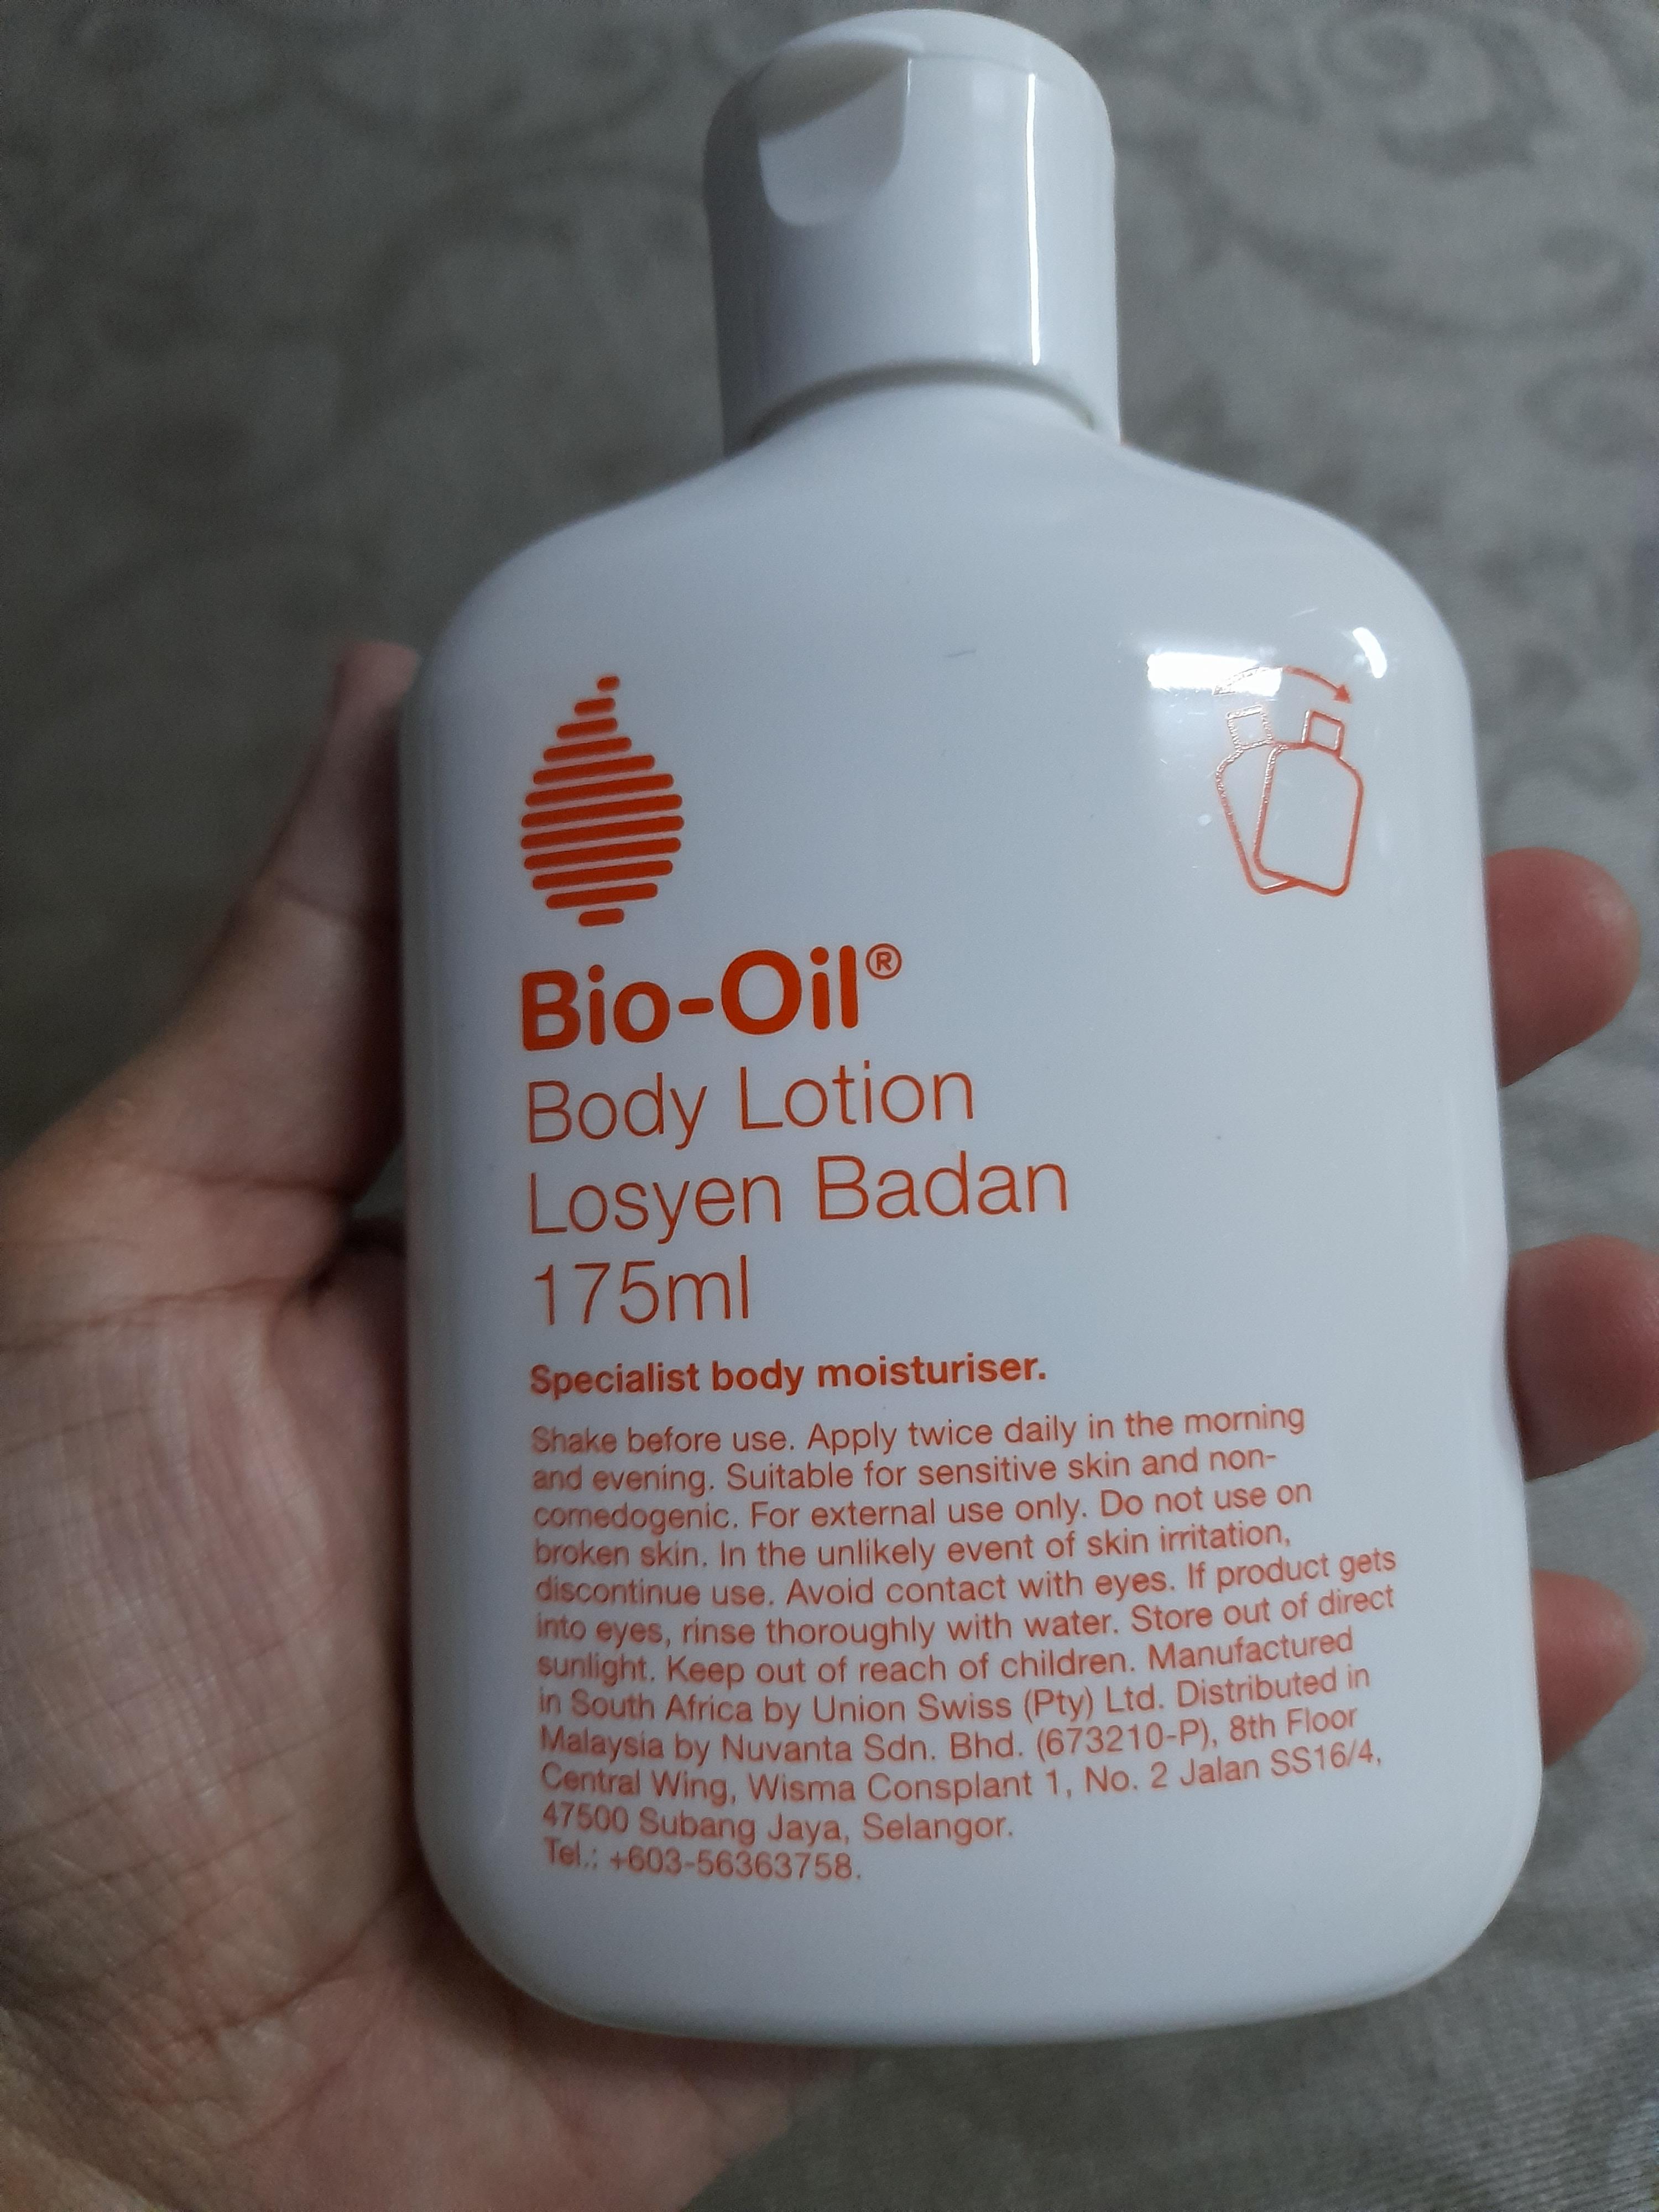 Bio-Oil®
Body Lotion
Losyen Badan
175ml
Specialist body moisturiser.
Shake before use. Apply twice daily in the morning
and evening. Suitable for sensitive skin and non-
comedogenic. For external use only. Do not use on
broken skin. In the unlikely event of skin irritation,
discontinue use. Avoid contact with eyes. If product gets
into eyes, rinse thoroughly with water. Store out of direct
sunlight. Keep out of reach of children. Manufactured
in South Africa by Union Swiss (Pty) Ltd. Distributed in
Malaysia by Nuvanta Sdn. Bhd. (673210-P), 8th Floor
Central Wing, Wisma Consplant 1, No. 2 Jalan SS16/4,
47500 Subang Jaya, Selangor.
Tel.: +603-56363758.